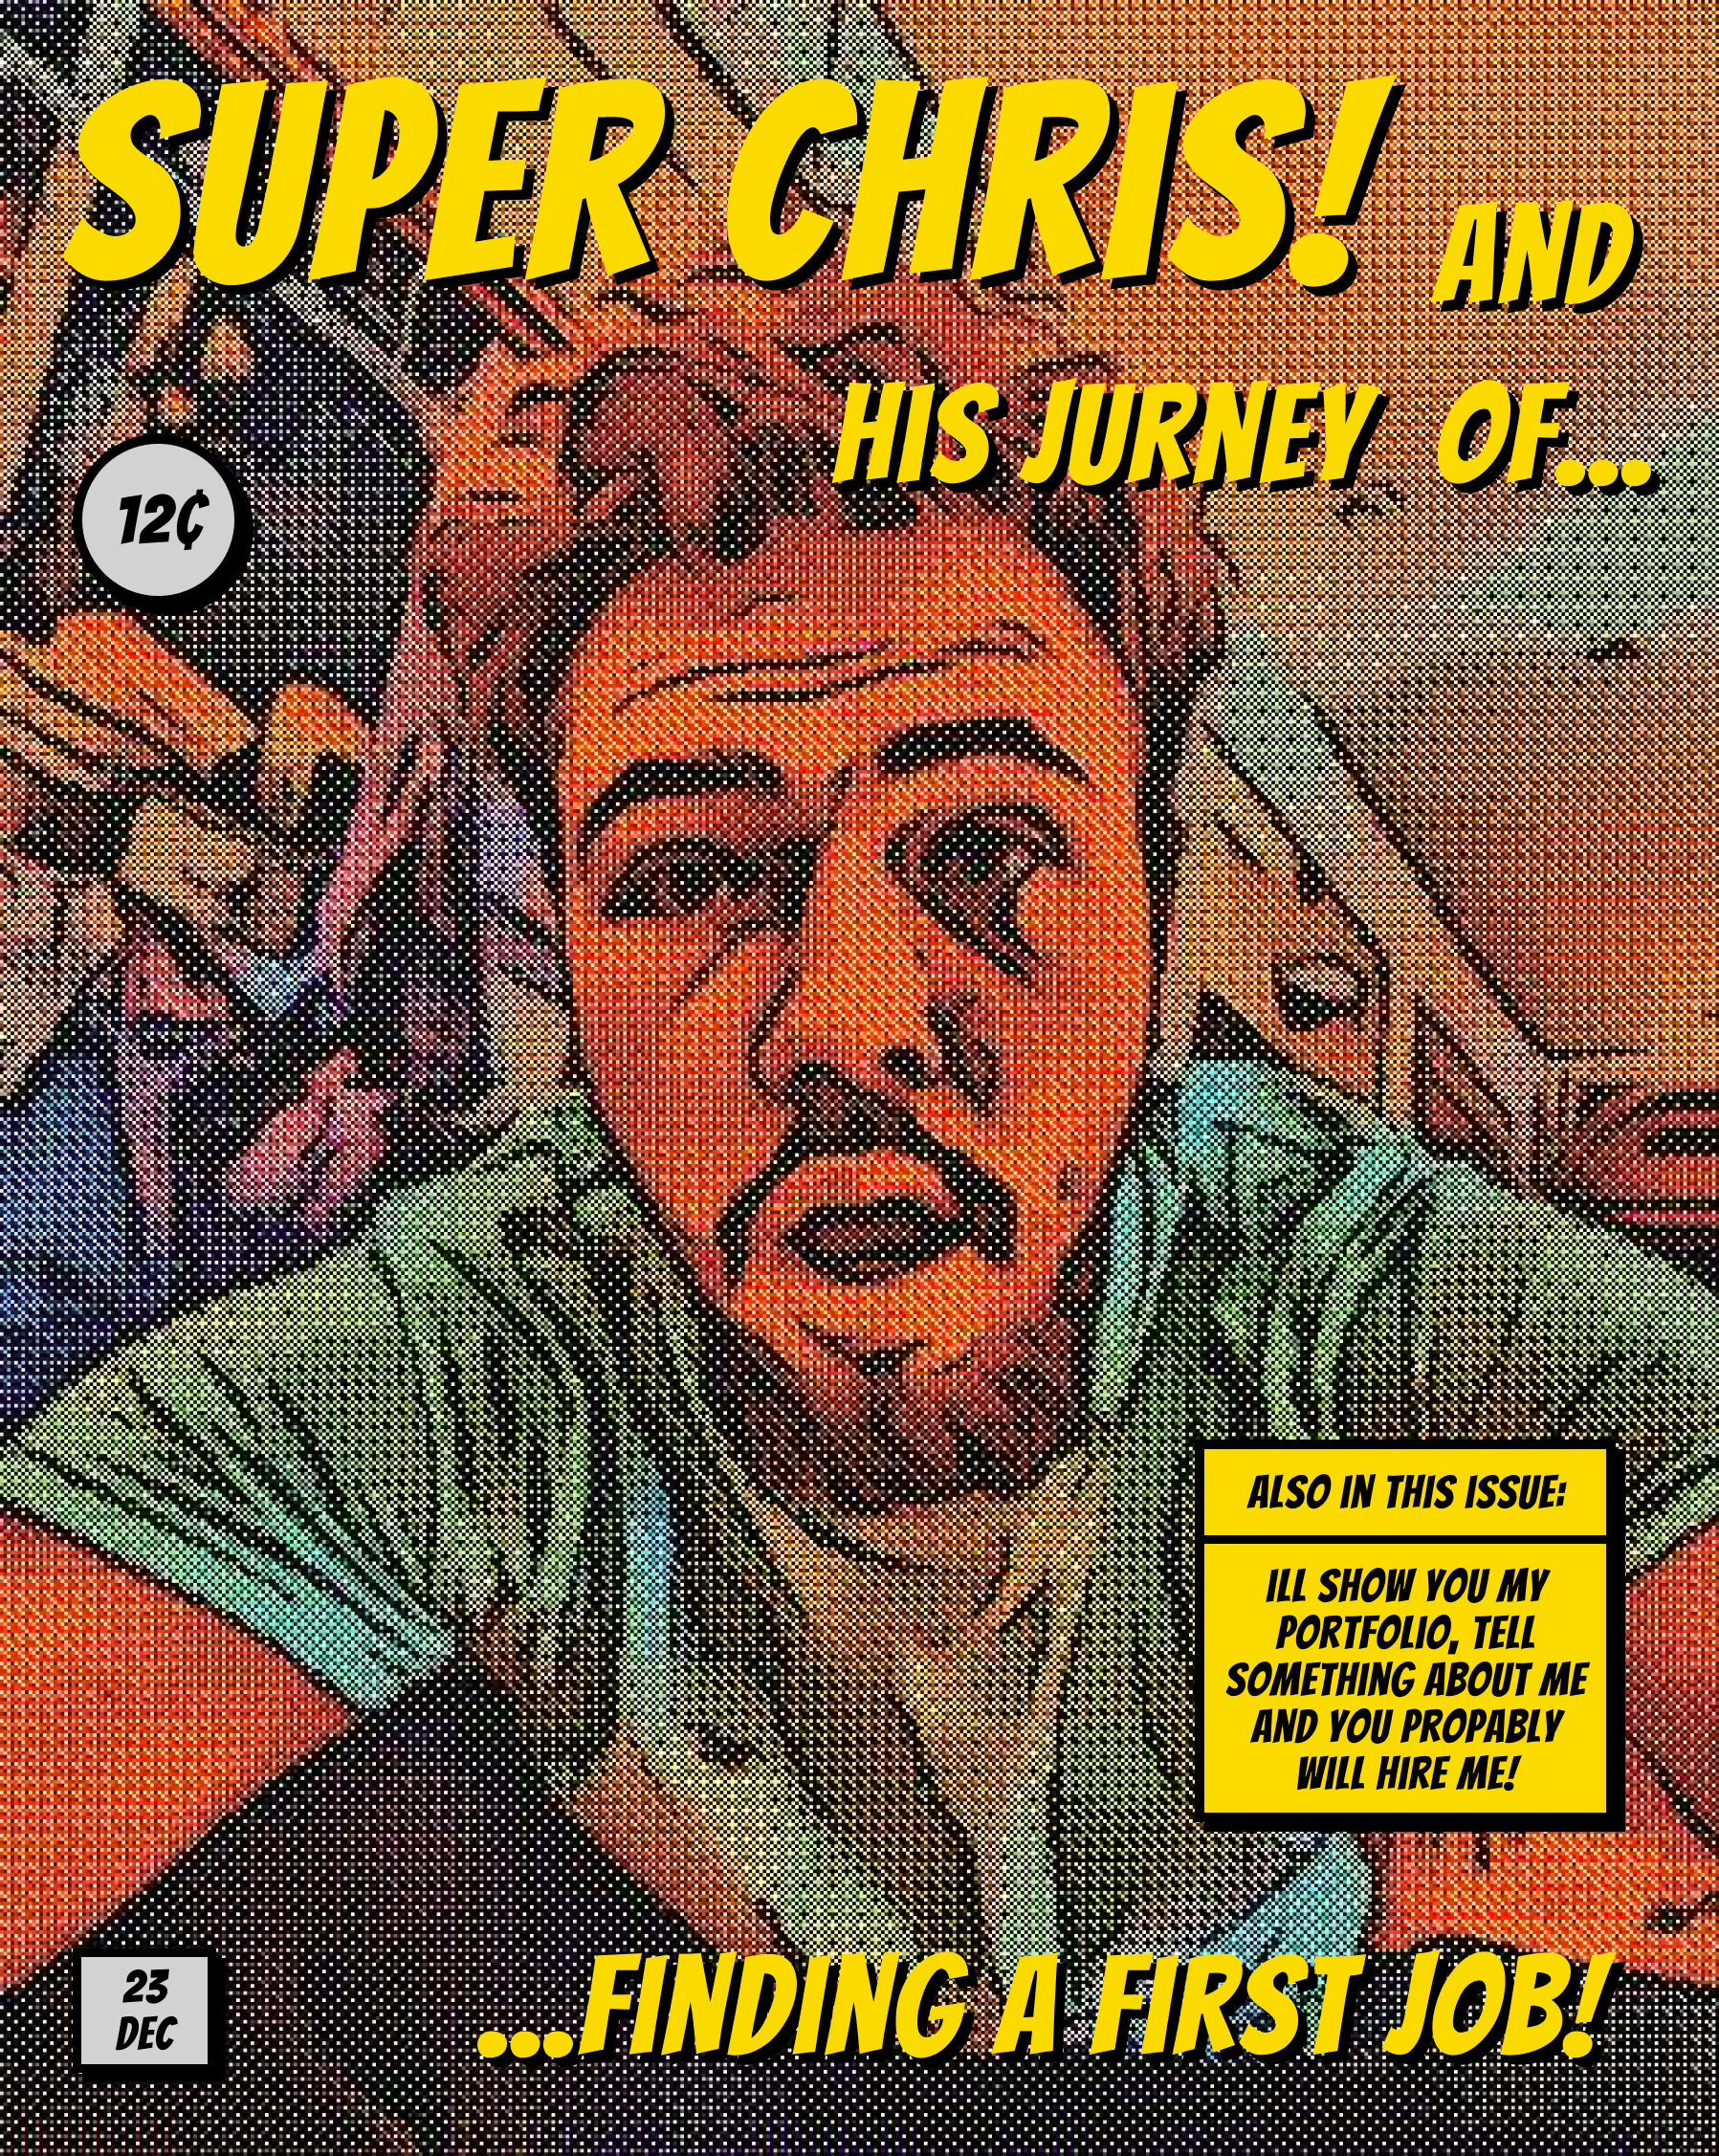 SUPER CHRIS! AND
HIS JURNEY OF...
12¢
ALSO IN THIS ISSUE:
ILL SHOW YOU MY
PORTFOLIO, TELL
SOMETHING ABOUT ME
AND YOU PROPABLY
WILL HIRE ME!
23
DEC
...FINDING A FIRST JOB!